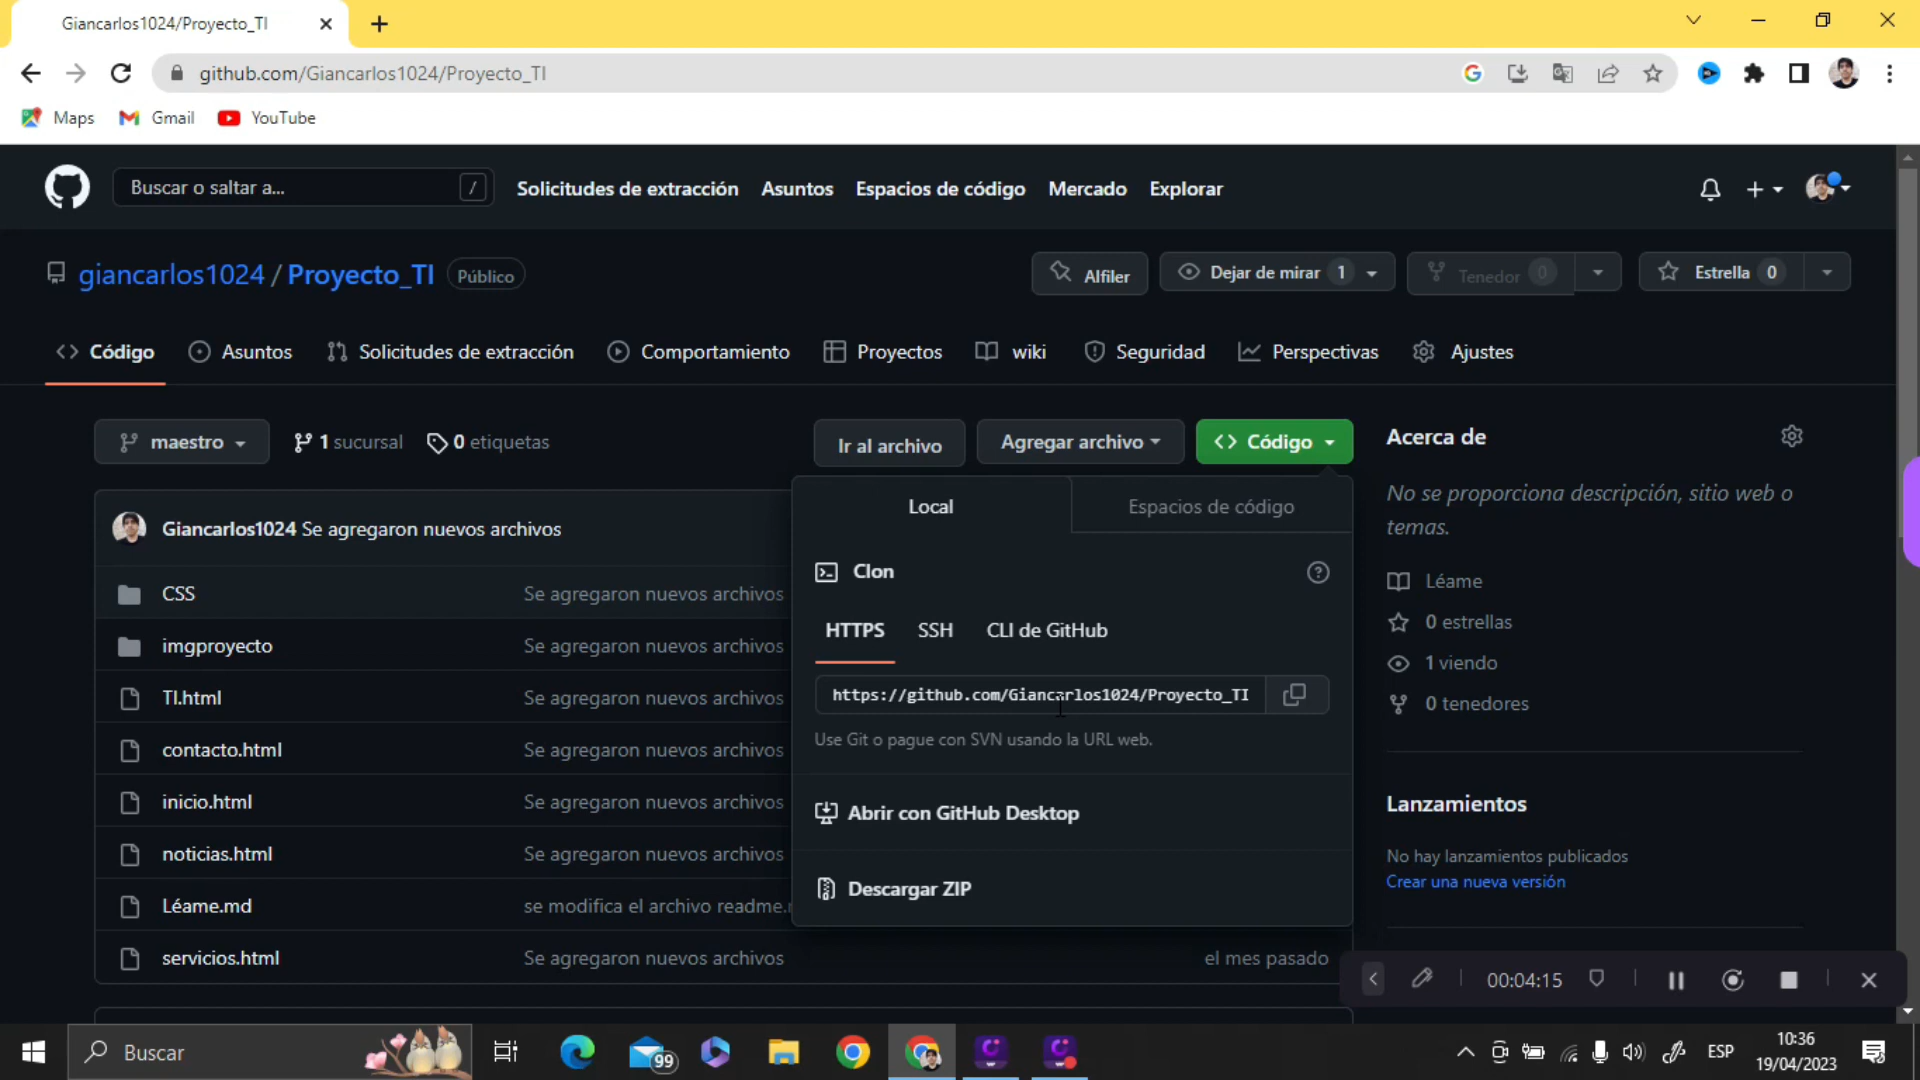 Giancarlos1024/Proyecto_TI
github.com/Giancarlos1024/Proyecto_TI
Maps Gmail YouTube
Buscar o saltar a... / Solicitudes de extracción Asuntos Espacios de código Mercado Explorar
giancarlos1024 / Proyecto_TI Público Alfiler Dejar de mirar 1 Tenedor 0 Estrella 0
Código Asuntos Solicitudes de extracción Comportamiento Proyectos wiki Seguridad Perspectivas Ajustes
maestro 1 sucursal 0 etiquetas Ir al archivo Agregar archivo Código Acerca de
Local Espacios de código
No se proporciona descripción, sitio web o
temas.
Giancarlos1024 Se agregaron nuevos archivos
Clon
Léame
CSS Se agregaron nuevos archivos
HTTPS SSH CLI de GitHub
0 estrellas
imgproyecto Se agregaron nuevos archivos
1 viendo
TI.html Se agregaron nuevos archivos
https://github.com/Giancarlos1024/Proyecto_TI
0 tenedores
Use Git o pague con SVN usando la URL web.
contacto.html Se agregaron nuevos archivos
inicio.html Se agregaron nuevos archivos
Abrir con GitHub Desktop
Lanzamientos
noticias.html Se agregaron nuevos archivos
No hay lanzamientos publicados
Crear una nueva versión
Descargar ZIP
Léame.md se modifica el archivo readme.
servicios.html Se agregaron nuevos archivos el mes pasado
00:04:15
Buscar
99
ESP
10:36
19/04/2023